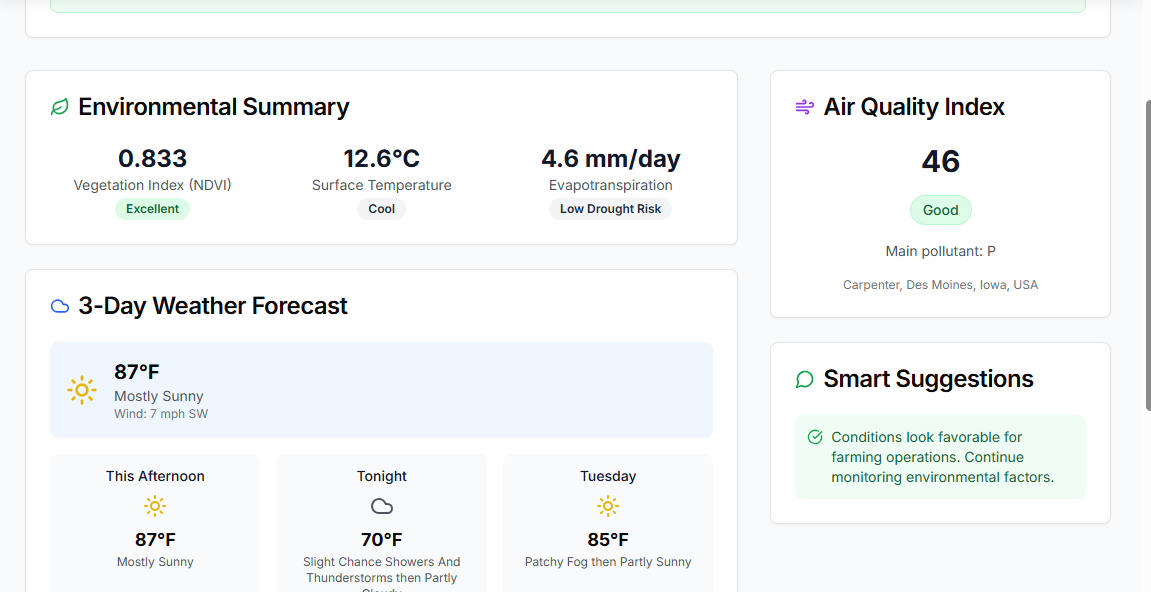 Environmental Summary
0.833
Vegetation Index (NDVI)
Excellent
12.6°C
Surface Temperature
Cool
4.6 mm/day
Evapotranspiration
Low Drought Risk
3-Day Weather Forecast
87°F
Mostly Sunny
Wind: 7 mph SW
This Afternoon
87°F
Mostly Sunny
Tonight
70°F
Slight Chance Showers And
Thunderstorms then Partly
Tuesday
85°F
Patchy Fog then Partly Sunny
Air Quality Index
46
Good
Main pollutant: P
Carpenter, Des Moines, Iowa, USA
Smart Suggestions
Conditions look favorable for
farming operations. Continue
monitoring environmental factors.